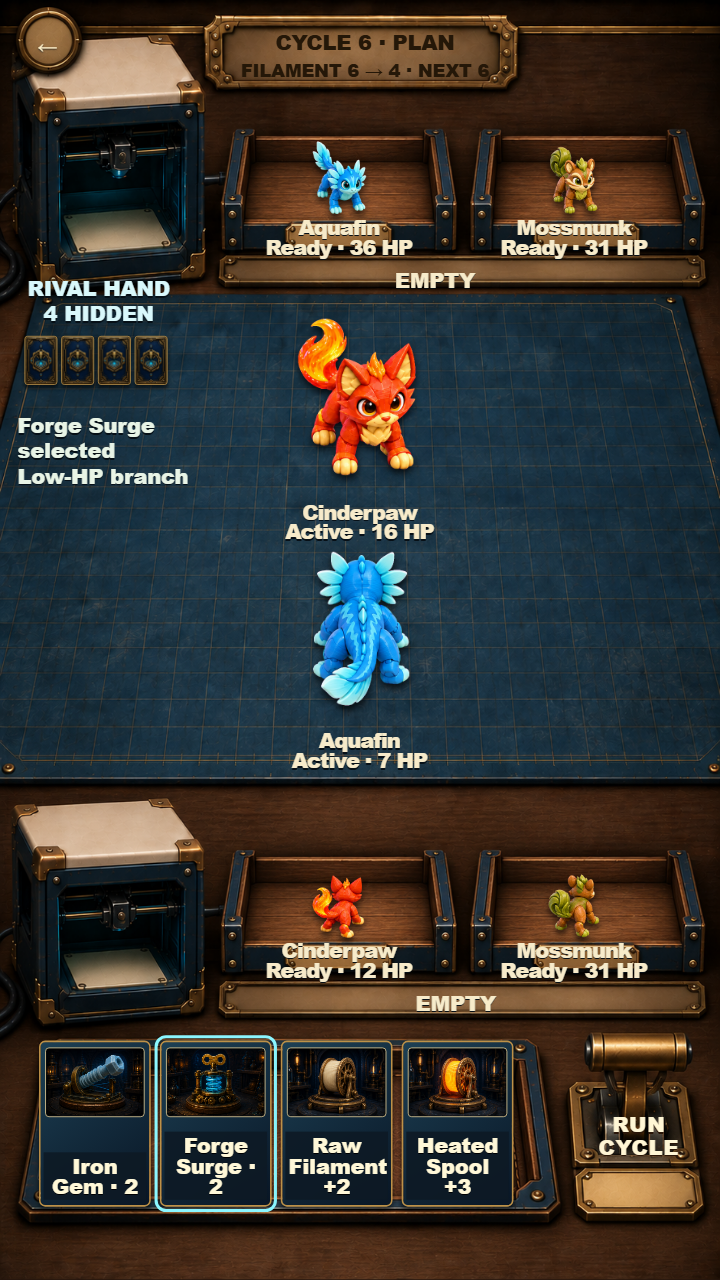 ←
CYCLE 6 · PLAN
FILAMENT 6 → 4 · NEXT 6
Aquafin
Ready · 36 HP
Mossmunk
Ready · 31 HP
EMPTY
RIVAL HAND
4 HIDDEN
Forge Surge
selected
Low-HP branch
Cinderpaw
Active · 16 HP
Aquafin
Active · 7 HP
Cinderpaw
Ready · 12 HP
Mossmunk
Ready · 31 HP
EMPTY
Iron
Gem · 2
Forge
Surge ·
2
Raw
Filament
+2
Heated
Spool
+3
RUN
CYCLE